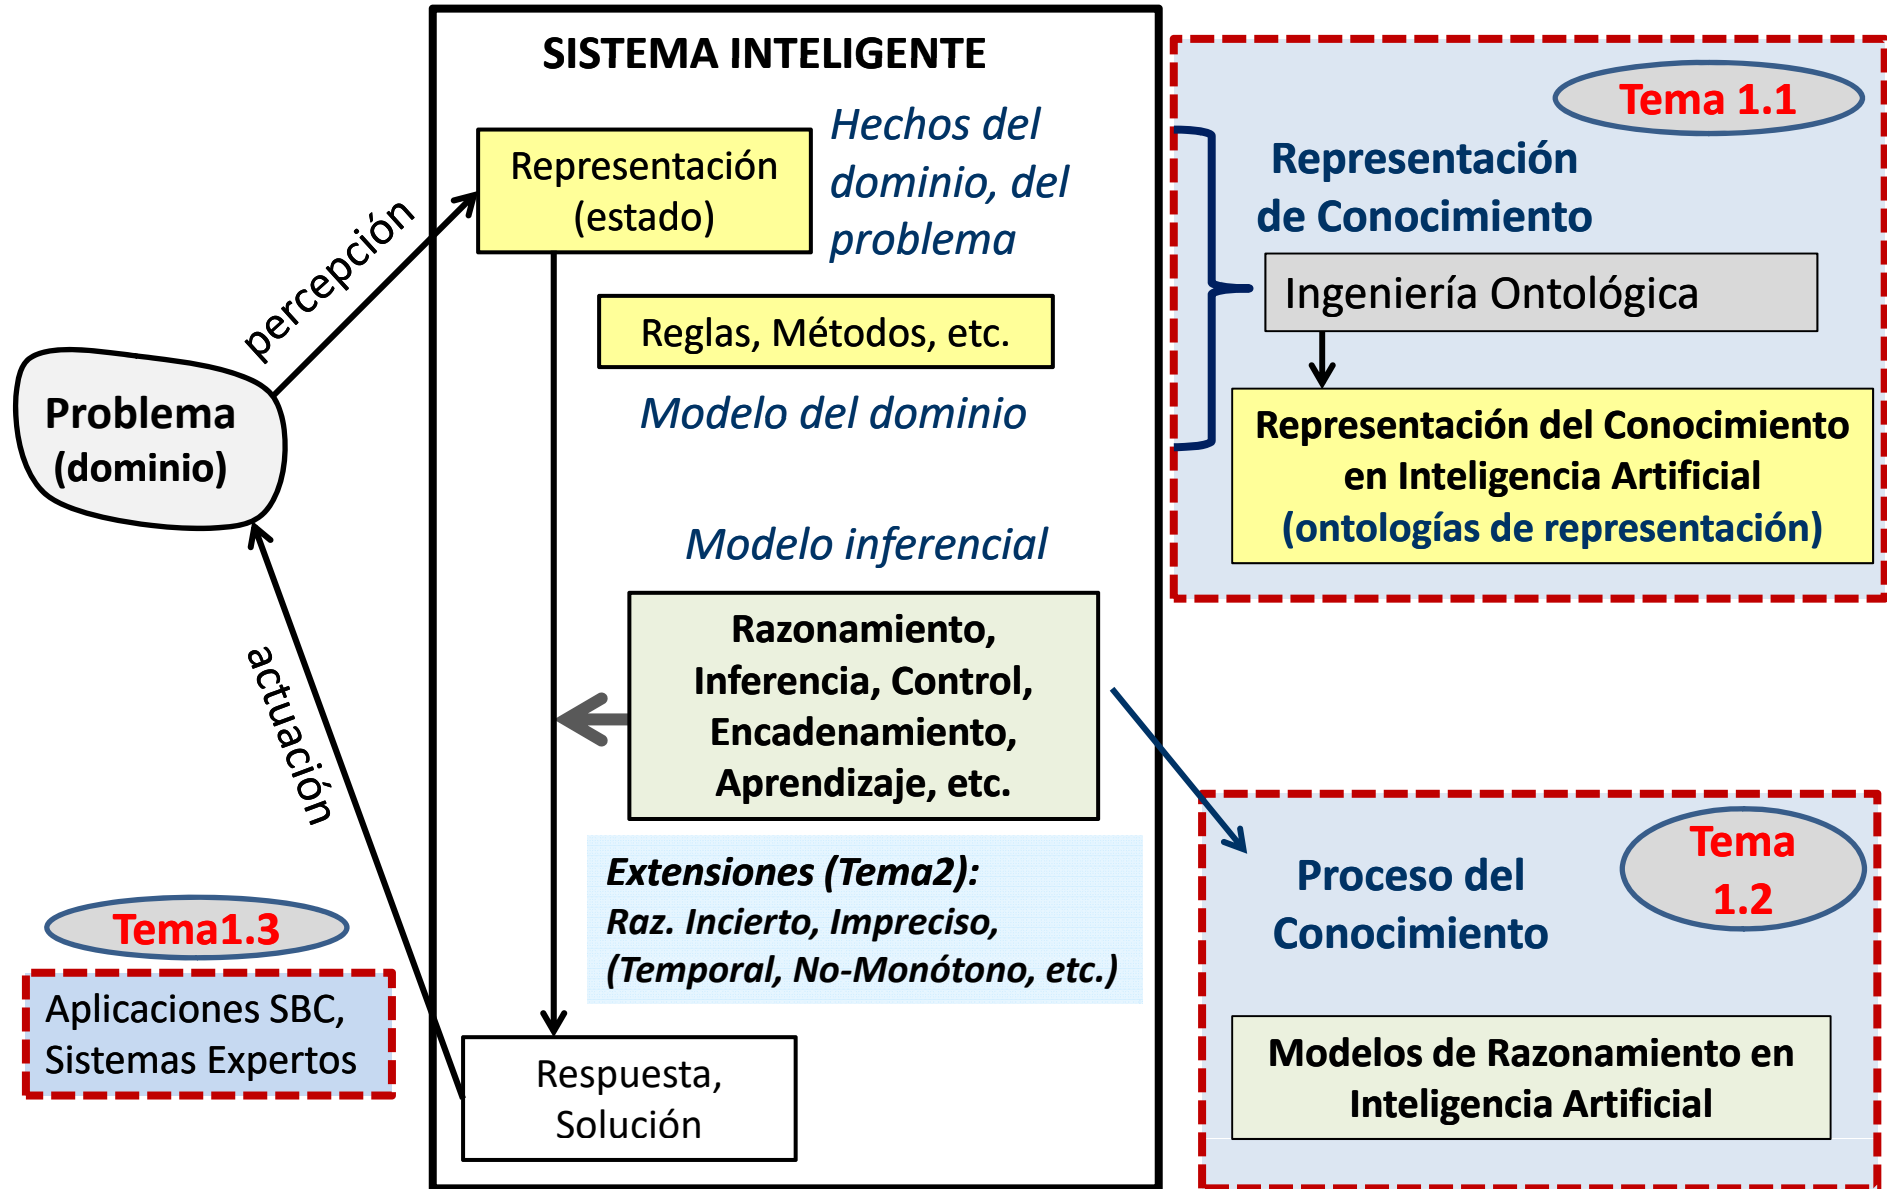 SISTEMA INTELIGENTE
Representación
(estado)
Hechos del
dominio, del
problema
percepción
Reglas, Métodos, etc.
Modelo del dominio
Problema
(dominio)
Modelo inferencial
Razonamiento,
Inferencia, Control,
Encadenamiento,
Aprendizaje, etc.
actuación
Extensiones (Tema2):
Raz. Incierto, Impreciso,
(Temporal, No-Monótono, etc.)
Tema1.3
Aplicaciones SBC,
Sistemas Expertos
Respuesta,
Solución
Tema 1.1
Representación
de Conocimiento
Ingeniería Ontológica
Representación del Conocimiento
en Inteligencia Artificial
(ontologías de representación)
Tema
1.2
Proceso del
Conocimiento
Modelos de Razonamiento en
Inteligencia Artificial